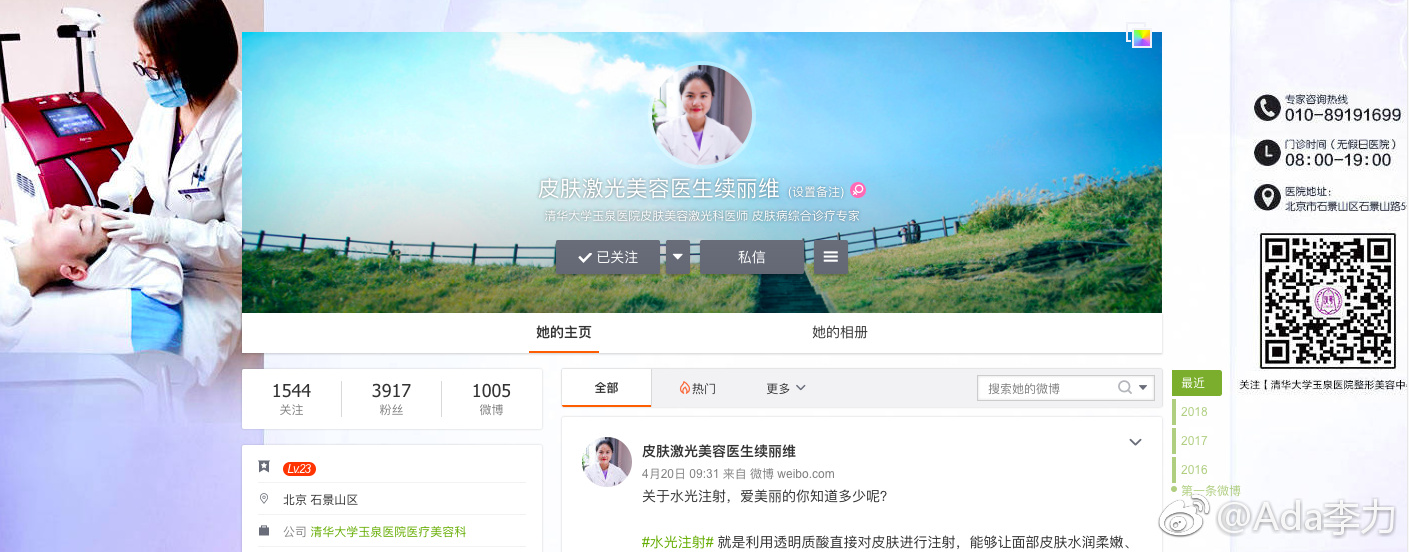 皮肤激光美容医生续丽维 (设置备注)
清华大学玉泉医院皮肤美容激光科医师 皮肤病综合诊疗专家
已关注
私信
她的主页
她的相册
专家咨询热线
010-89191699
门诊时间（无假日医院）
08:00-19:00
医院地址：
北京市石景山区石景山路5
关注【清华大学玉泉医院整形美容中
1544
关注
3917
粉丝
1005
微博
Lv.23
北京 石景山区
公司 清华大学玉泉医院医疗美容科
全部
热门
更多
搜索她的微博
皮肤激光美容医生续丽维
4月20日 09:31 来自 微博 weibo.com
关于水光注射，爱美丽的你知道多少呢？
#水光注射# 就是利用透明质酸直接对皮肤进行注射，能够让面部皮肤水润柔嫩、
最近
2018
2017
2016
第一条微博
@Ada李力